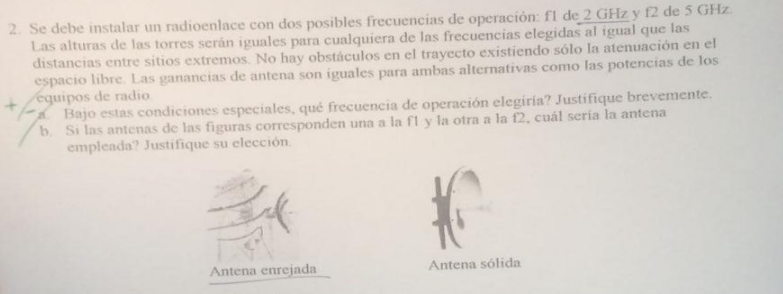 2. Se debe instalar un radioenlace con dos posibles frecuencias de operación: f1 de 2 GHz y f2 de 5 GHz.
Las alturas de las torres serán iguales para cualquiera de las frecuencias elegidas al igual que las
distancias entre sitios extremos. No hay obstáculos en el trayecto existiendo sólo la atenuación en el
espacio libre. Las ganancias de antena son iguales para ambas alternativas como las potencias de los
equipos de radio.
a. Bajo estas condiciones especiales, qué frecuencia de operación elegiría? Justifique brevemente.
b. Si las antenas de las figuras corresponden una a la f1 y la otra a la f2, cuál sería la antena
empleada? Justifique su elección.
Antena enrejada
Antena sólida